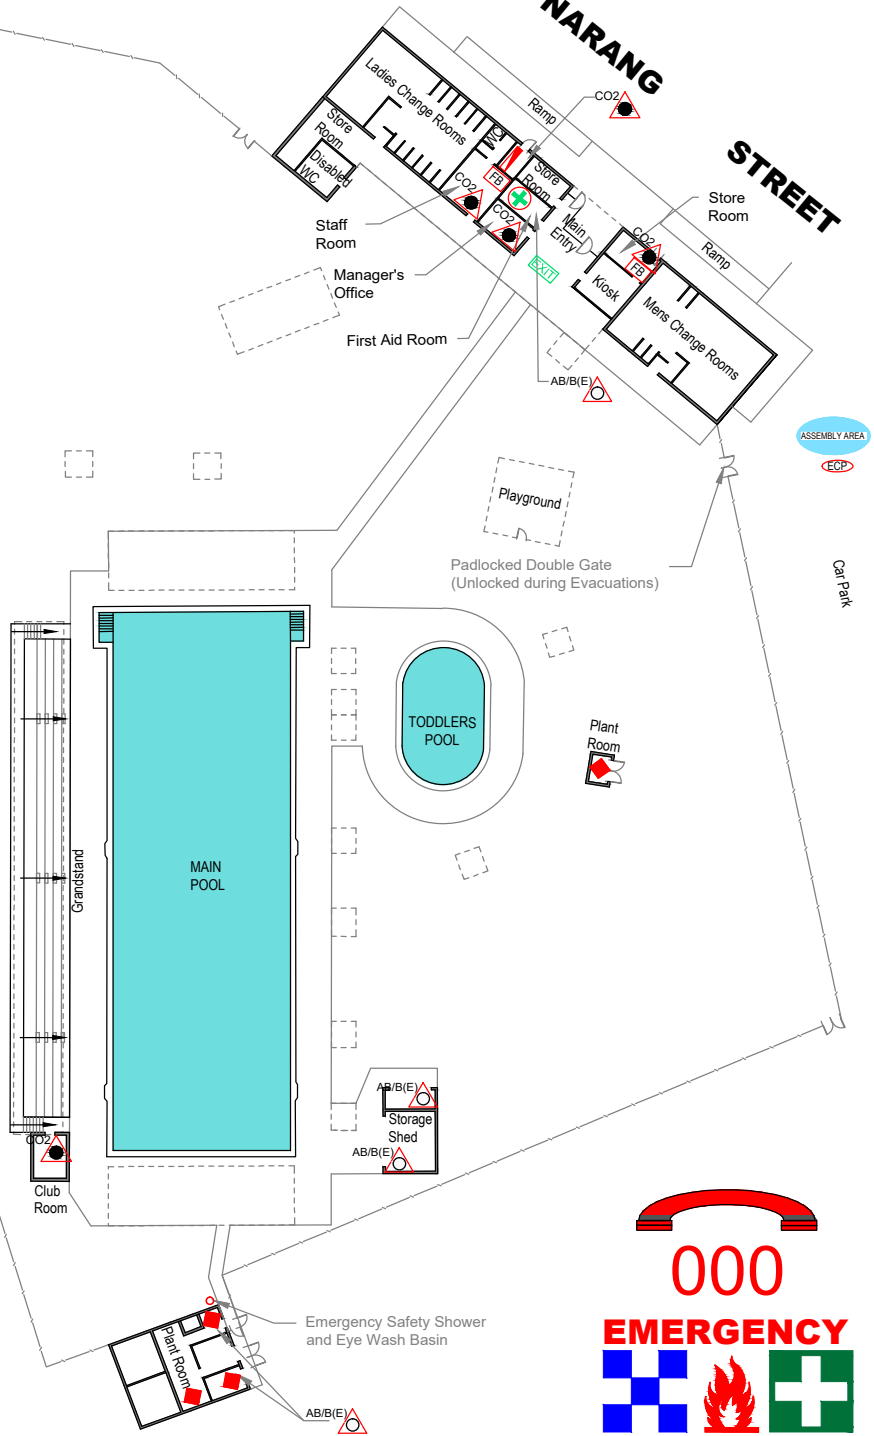 NARANG
STREET
CO2
Ramp
Ladies Change Rooms
WC
Store
Room
Disabled
WC
FB
CO2
Store
Room
CO2
Main
Entry
EXIT
Staff
Room
Manager's
Office
First Aid Room
Store
Room
CO2
FB
Ramp
Kiosk
Mens Change Rooms
AB/B(E)
ASSEMBLY AREA
ECP
Playground
Padlocked Double Gate
(Unlocked during Evacuations)
Car Park
TODDLERS
POOL
Plant
Room
MAIN
POOL
Grandstand
AB/B(E)
Storage
Shed
AB/B(E)
CO2
Club
Room
Emergency Safety Shower
and Eye Wash Basin
Plant Room
AB/B(E)
000
EMERGENCY